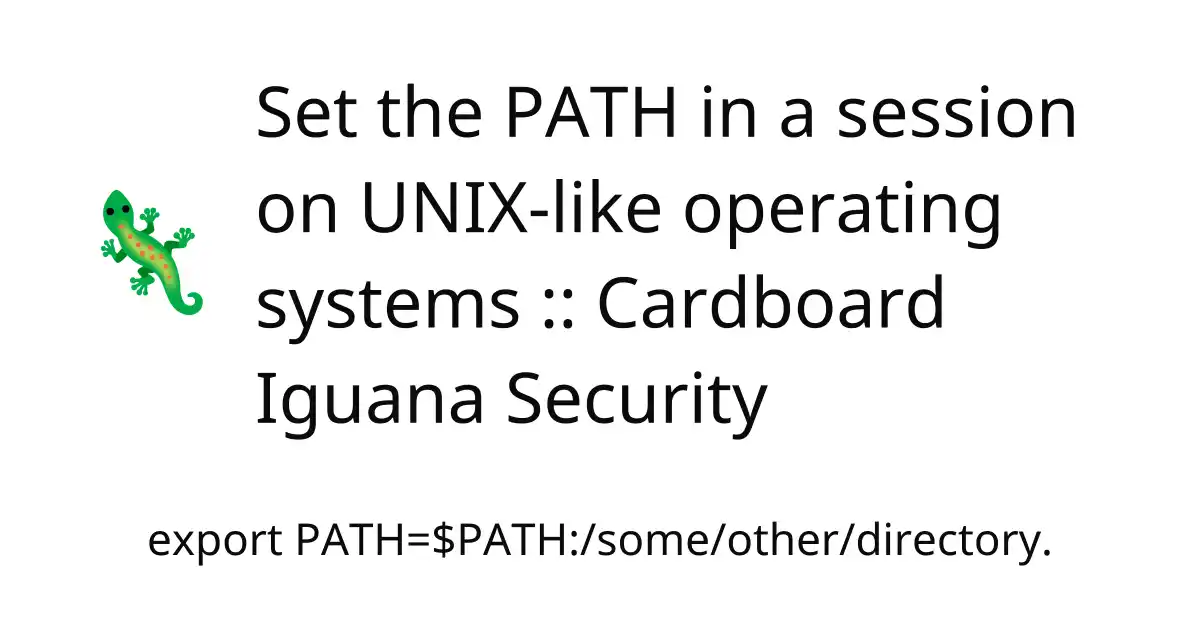 Set the PATH in a session
on UNIX-like operating
systems :: Cardboard
Iguana Security
export PATH=$PATH:/some/other/directory.